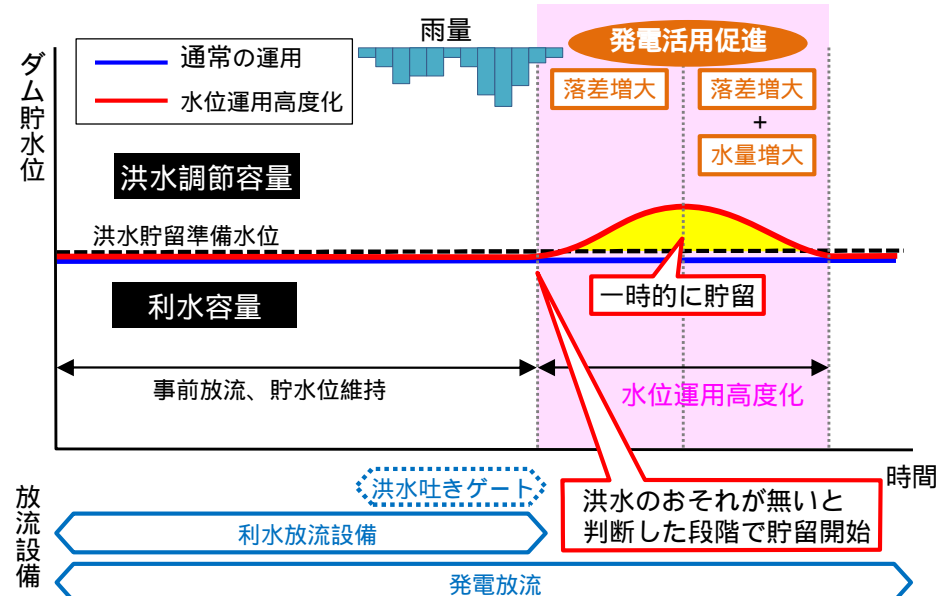 雨量
発電活用促進
通常の運用
水位運用高度化
落差増大
落差増大
+
水量増大
ダム貯水位
洪水調節容量
洪水貯留準備水位
一時的に貯留
利水容量
事前放流、貯水位維持
水位運用高度化
時間
洪水のおそれが無いと
判断した段階で貯留開始
放流設備
洪水吐きゲート
利水放流設備
発電放流